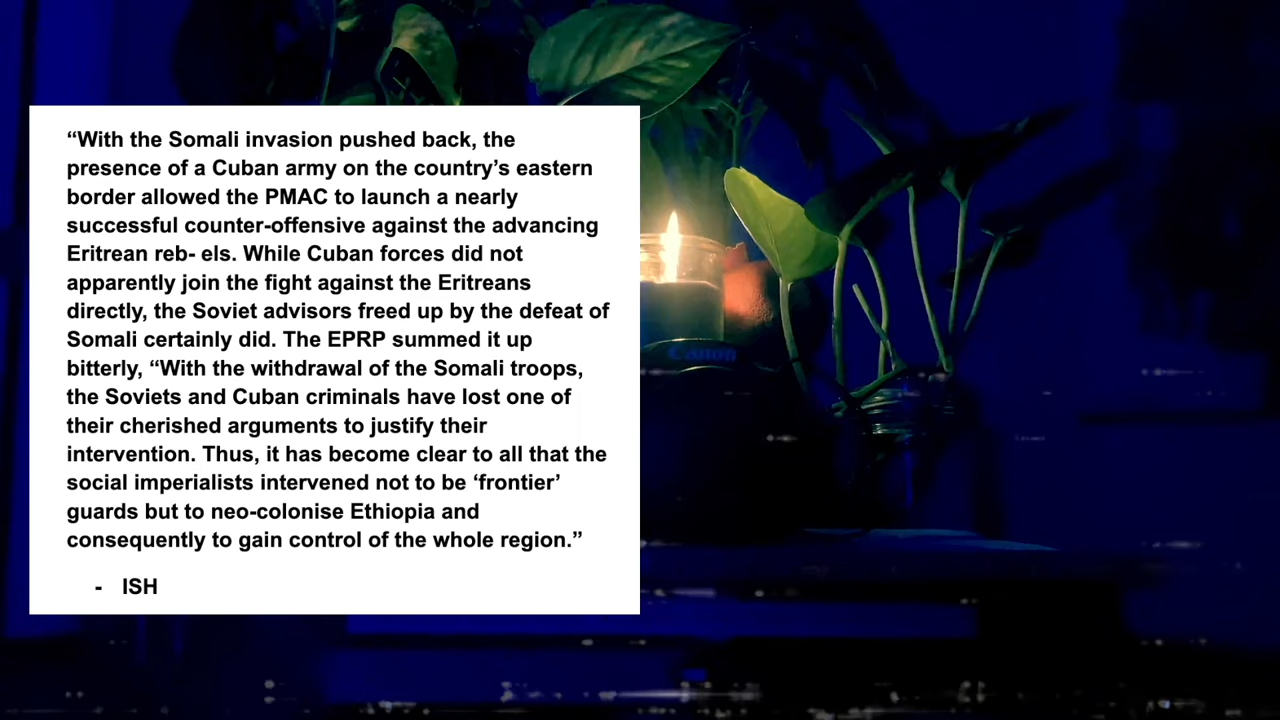 “With the Somali invasion pushed back, the
presence of a Cuban army on the country’s eastern
border allowed the PMAC to launch a nearly
successful counter-offensive against the advancing
Eritrean reb- els. While Cuban forces did not
apparently join the fight against the Eritreans
directly, the Soviet advisors freed up by the defeat of
Somali certainly did. The EPRP summed it up
bitterly, “With the withdrawal of the Somali troops,
the Soviets and Cuban criminals have lost one of
their cherished arguments to justify their
intervention. Thus, it has become clear to all that the
social imperialists intervened not to be ‘frontier’
guards but to neo-colonise Ethiopia and
consequently to gain control of the whole region.”
- ISH
Canon